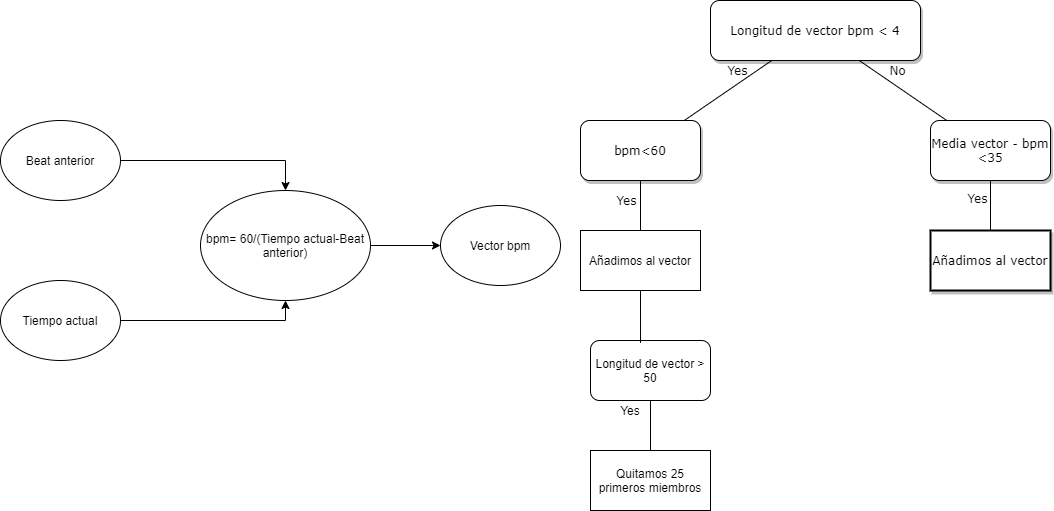 Beat anterior
Tiempo actual
bpm= 60/(Tiempo actual-Beat
anterior)
Vector bpm
Longitud de vector bpm < 4
Yes
No
bpm<60
Media vector - bpm
<35
Yes
Yes
Añadimos al vector
Añadimos al vector
Longitud de vector >
50
Yes
Quitamos 25
primeros miembros